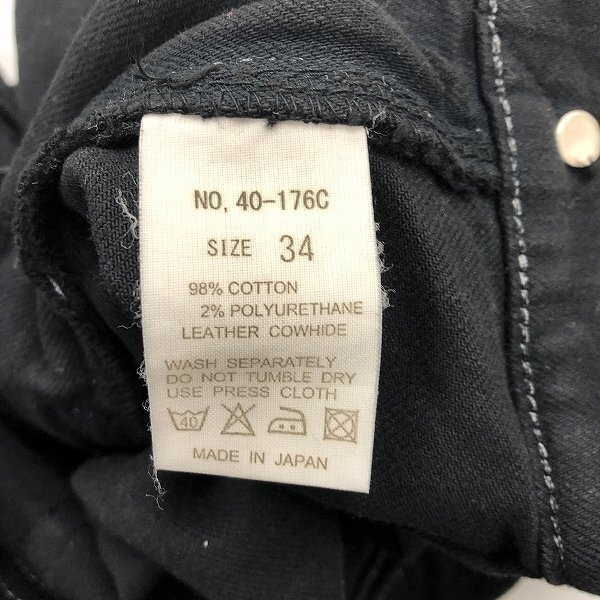 NO, 40-176C
SIZE 34
98% COTTON
2% POLYURETHANE
LEATHER COWHIDE
WASH SEPARATELY
DO NOT TUMBLE DRY
USE PRESS CLOTH
40
MADE IN JAPAN